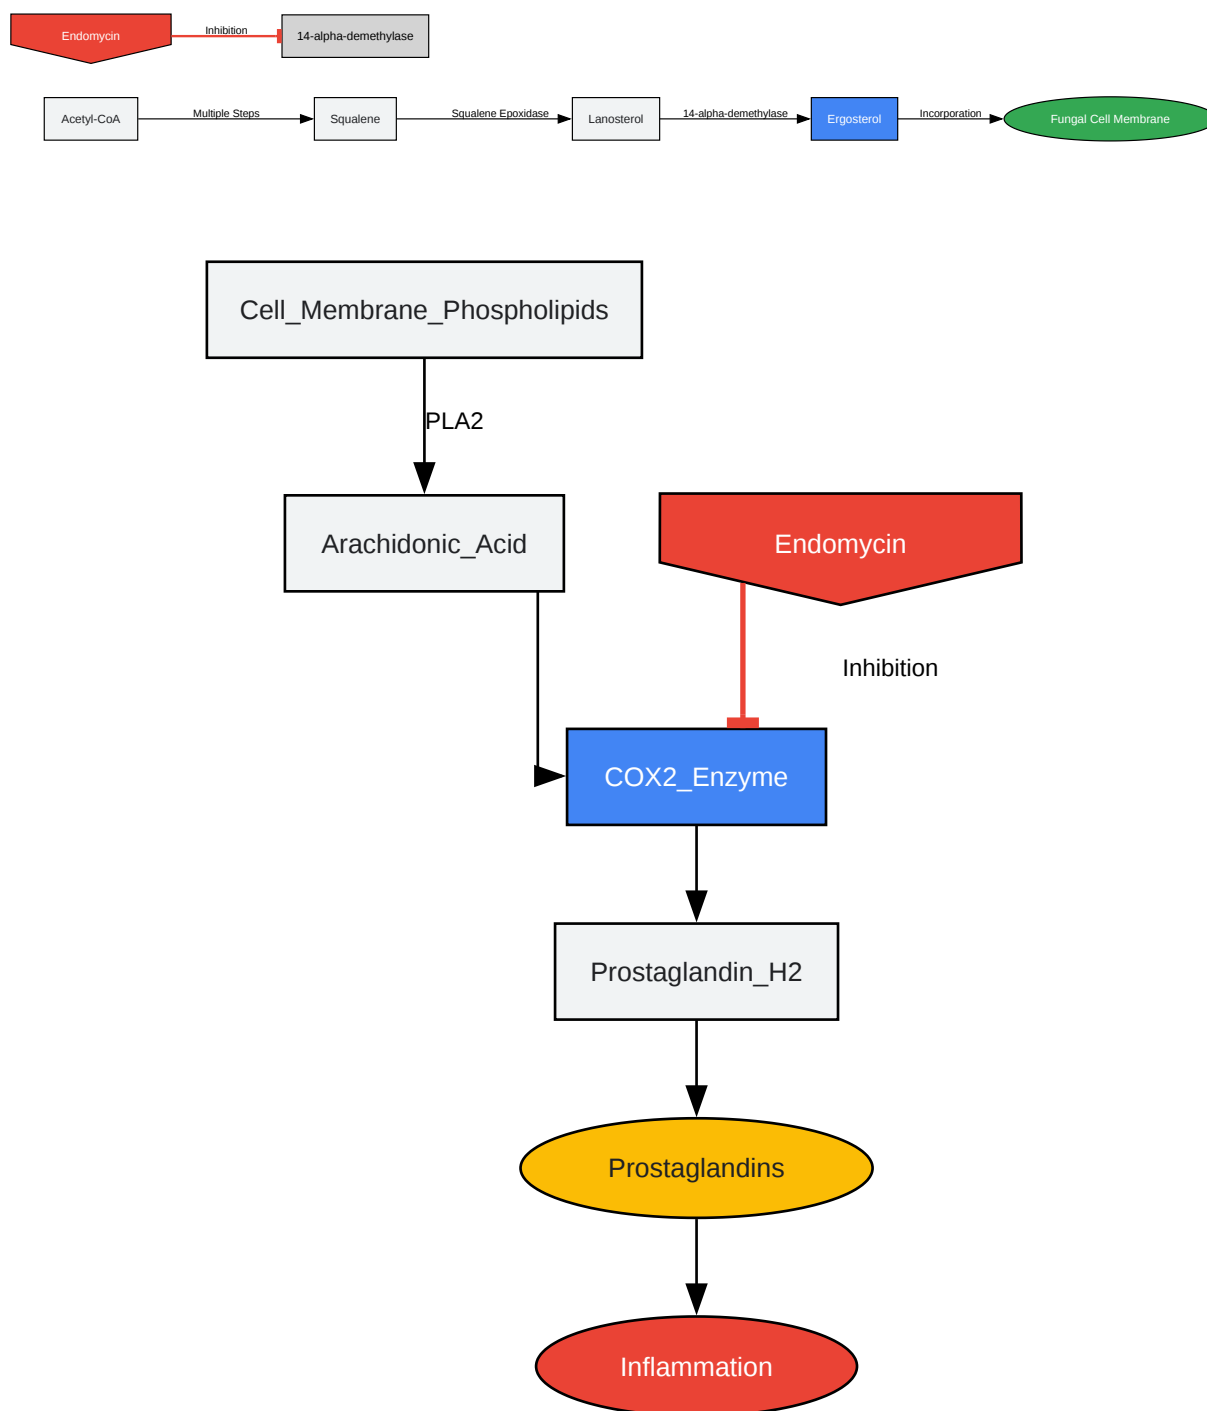 Endomycin
Inhibition
14-alpha-demethylase
Acetyl-CoA
Multiple Steps
Squalene
Squalene Epoxidase
Lanosterol
14-alpha-demethylase
Ergosterol
Incorporation
Fungal Cell Membrane
Cell_Membrane_Phospholipids
PLA2
Arachidonic_Acid
Endomycin
Inhibition
COX2_Enzyme
Prostaglandin_H2
Prostaglandins
Inflammation